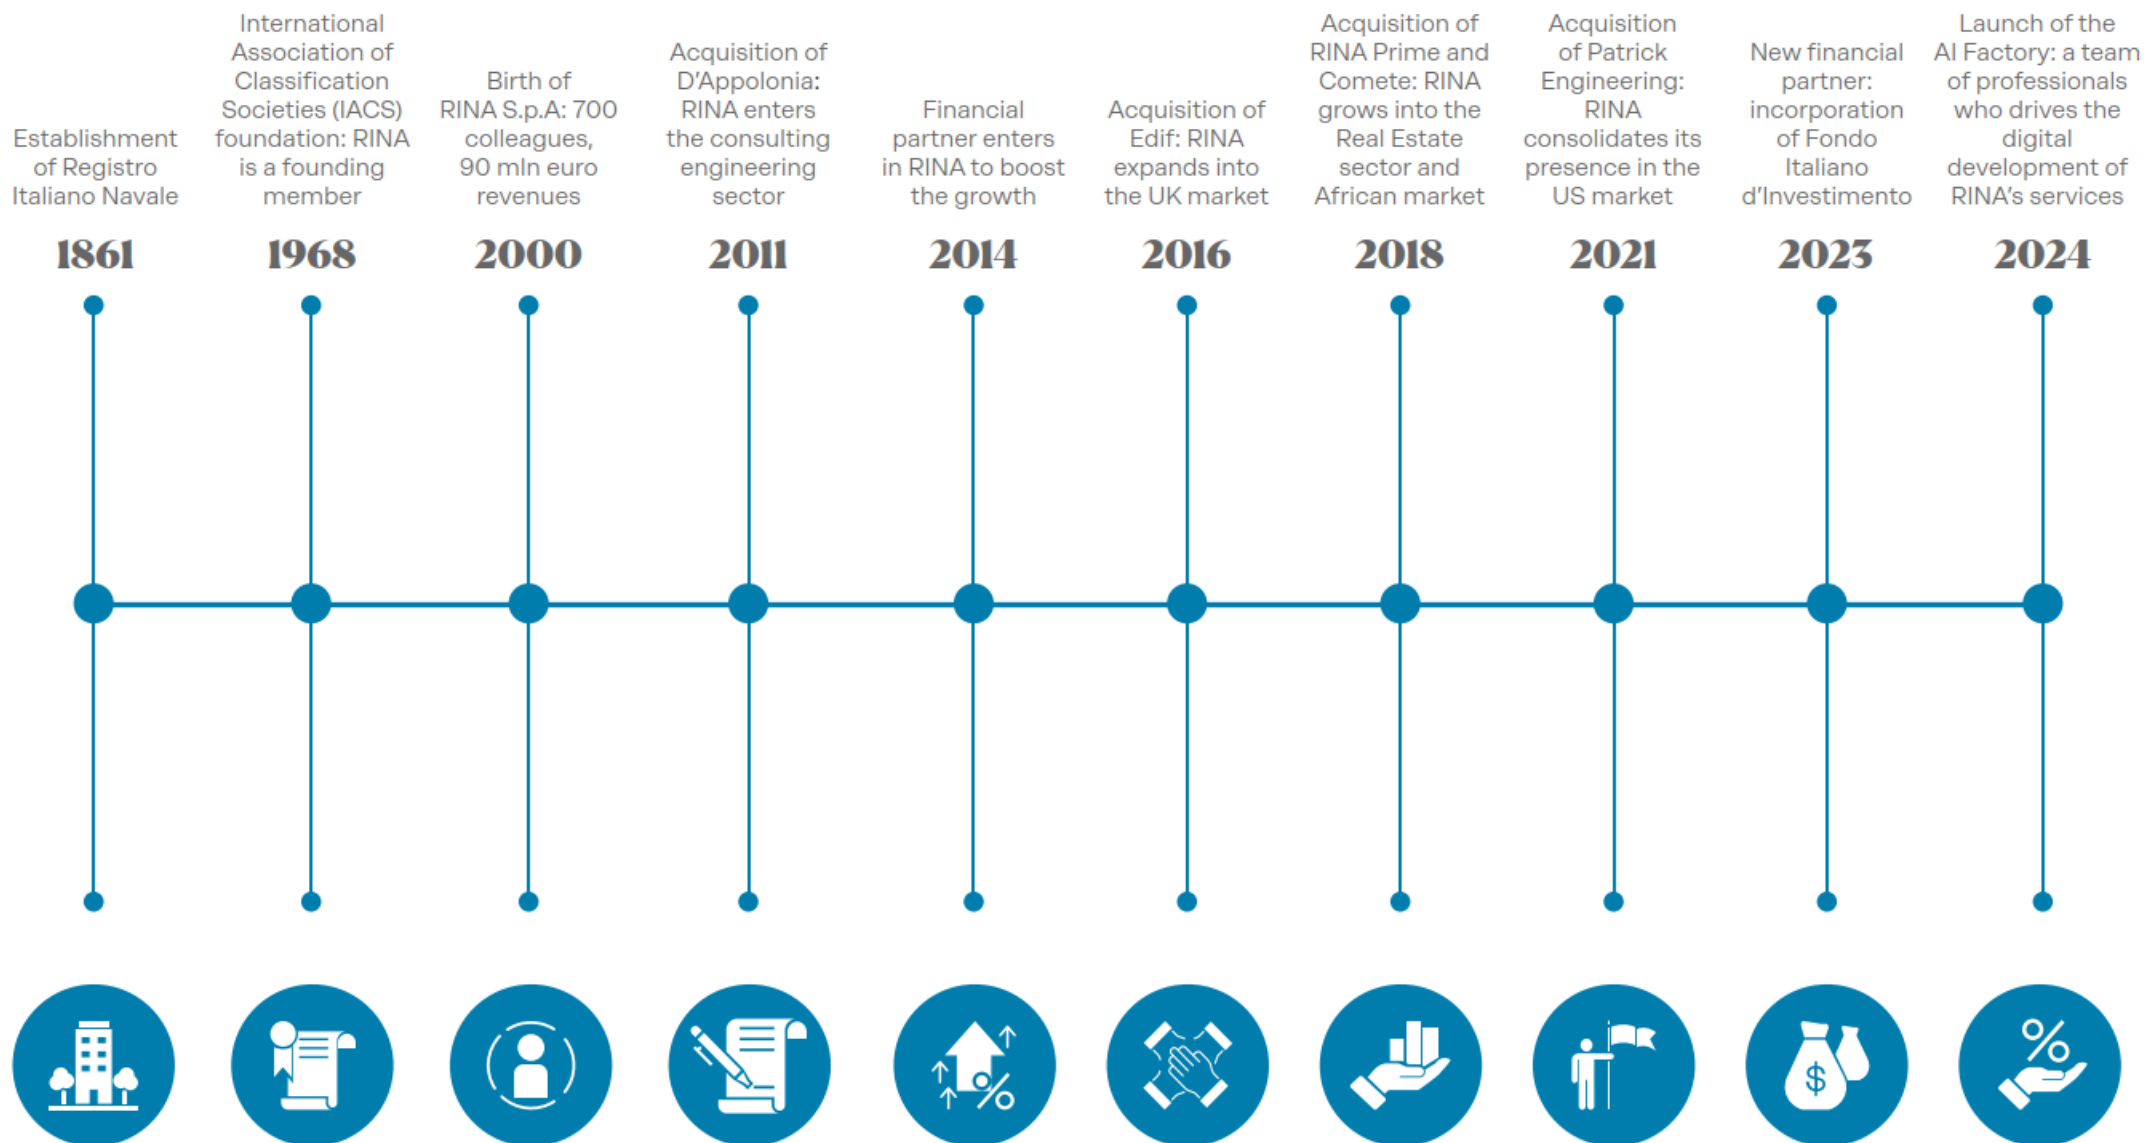 Establishment
of Registro
Italiano Navale
1861
International
Association of
Classification
Societies (IACS)
foundation: RINA
is a founding
member
1968
Birth of
RINA S.p.A: 700
colleagues,
90 mln euro
revenues
2000
Acquisition of
D'Appolonia:
RINA enters
the consulting
engineering
sector
2011
Financial
partner enters
in RINA to boost
the growth
2014
Acquisition of
Edif: RINA
expands into
the UK market
2016
Acquisition of
RINA Prime and
Comete: RINA
grows into the
Real Estate
sector and
African market
2018
Acquisition
of Patrick
Engineering:
RINA
consolidates its
presence in the
US market
2021
New financial
partner:
incorporation
of Fondo
Italiano
d'Investimento
2023
Launch of the
AI Factory: a team
of professionals
who drives the
digital
development of
RINA's services
2024
%
$
%